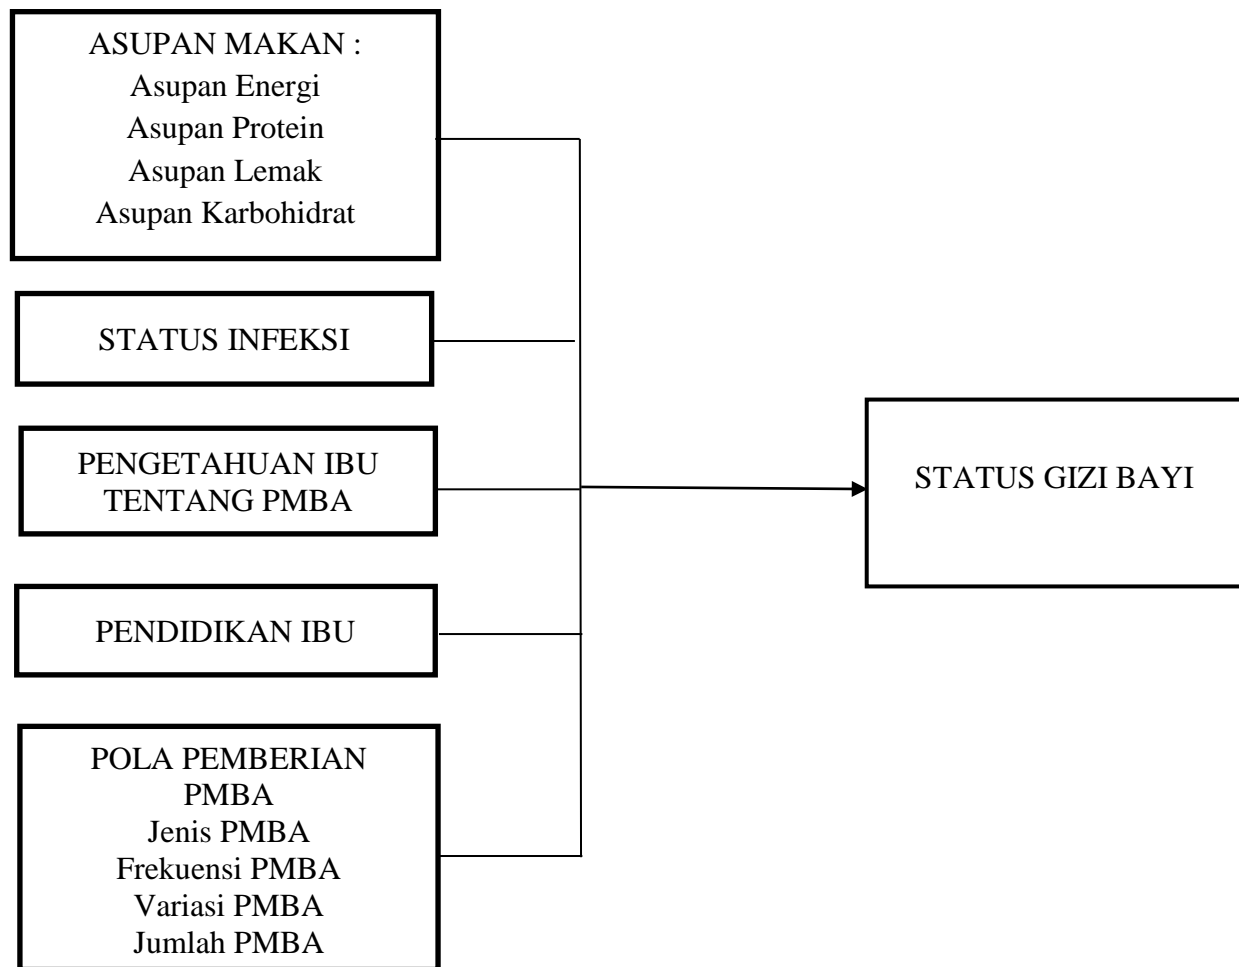 ASUPAN MAKAN :
Asupan Energi
Asupan Protein
Asupan Lemak
Asupan Karbohidrat
STATUS INFEKSI
PENGETAHUAN IBU
TENTANG PMBA
PENDIDIKAN IBU
POLA PEMBERIAN
PMBA
Jenis PMBA
Frekuensi PMBA
Variasi PMBA
Jumlah PMBA
STATUS GIZI BAYI